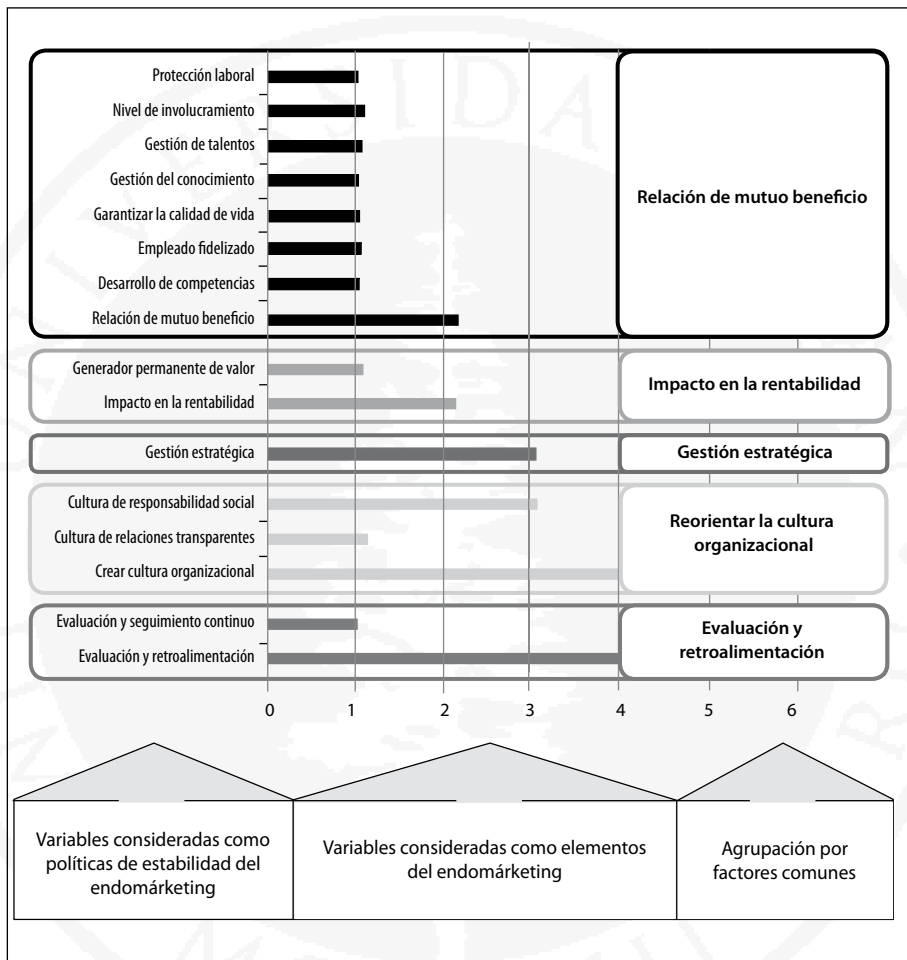 Protección laboral
Nivel de involucramiento
Gestión de talentos
Gestión del conocimiento
Garantizar la calidad de vida
Empleado fidelizado
Desarrollo de competencias
Relación de mutuo beneficio
Relación de mutuo beneficio
Generador permanente de valor
Impacto en la rentabilidad
Impacto en la rentabilidad
Gestión estratégica
Gestión estratégica
Cultura de responsabilidad social
Cultura de relaciones transparentes
Crear cultura organizacional
Reorientar la cultura
organizacional
Evaluación y seguimiento continuo
Evaluación y retroalimentación
Evaluación y
retroalimentación
0 1 2 3 4 5 6
Variables consideradas como
políticas de estabilidad del
endomárketing
Variables consideradas como elementos
del endomárketing
Agrupación por
factores comunes